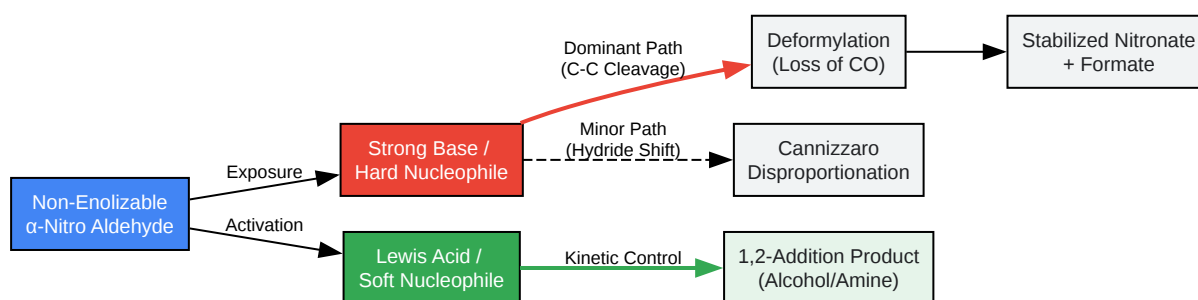 Non-Enolizable
α-Nitro Aldehyde
Exposure
Activation
Strong Base /
Hard Nucleophile
Lewis Acid /
Soft Nucleophile
Dominant Path
(C-C Cleavage)
Minor Path
(Hydride Shift)
Kinetic Control
Deformylation
(Loss of CO)
Stabilized Nitronate
+ Formate
Cannizzaro
Disproportionation
1,2-Addition Product
(Alcohol/Amine)